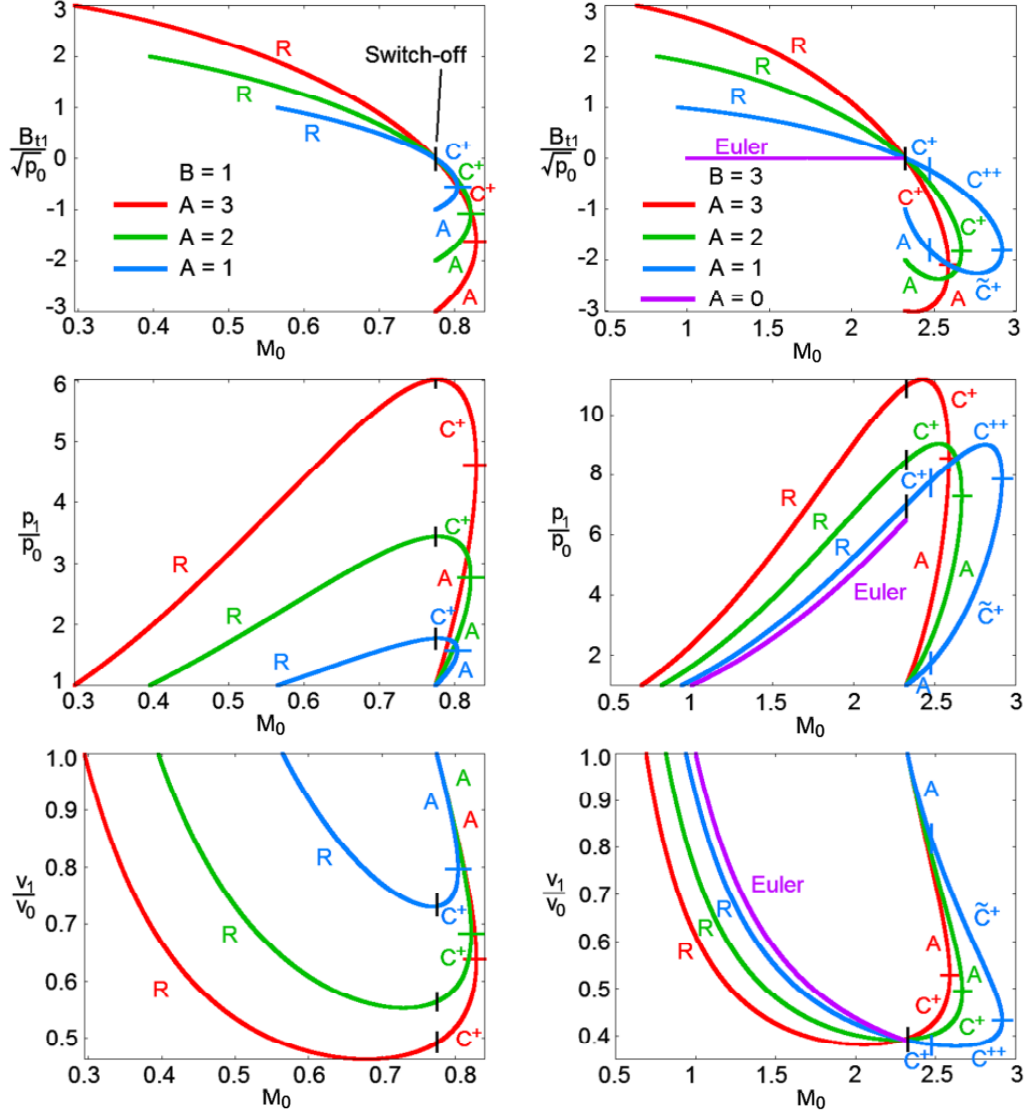 3
2
1
0
-1
-2
-3
B_{t1}
√p_0
R
R
R
Switch-off
C⁺
C⁺
C⁺
A
A
A
B = 1
A = 3
A = 2
A = 1
0.3 0.4 0.5 0.6 0.7 0.8
M₀
3
2
1
0
-1
-2
-3
B_{t1}
√p_0
R
R
R
Euler
C⁺
C⁺⁺
C⁺
C⁺
A
A
A
C̃⁺
B = 3
A = 3
A = 2
A = 1
A = 0
0.5 1 1.5 2 2.5 3
M₀
6
5
4
3
2
1
p₁
p₀
R
R
R
C⁺
C⁺
C⁺
A
A
A
0.3 0.4 0.5 0.6 0.7 0.8
M₀
10
8
6
4
2
p₁
p₀
R
R
R
Euler
C⁺
C⁺
C⁺
C⁺⁺
A
A
A
C̃⁺
0.5 1 1.5 2 2.5 3
M₀
1.0
0.9
0.8
0.7
0.6
0.5
v₁
v₀
R
R
R
A
A
A
C⁺
C⁺
C⁺
0.3 0.4 0.5 0.6 0.7 0.8
M₀
1.0
0.9
0.8
0.7
0.6
0.5
0.4
v₁
v₀
R
R
R
Euler
A
C̃⁺
A
A
C⁺
C⁺
C⁺
C⁺⁺
0.5 1 1.5 2 2.5 3
M₀